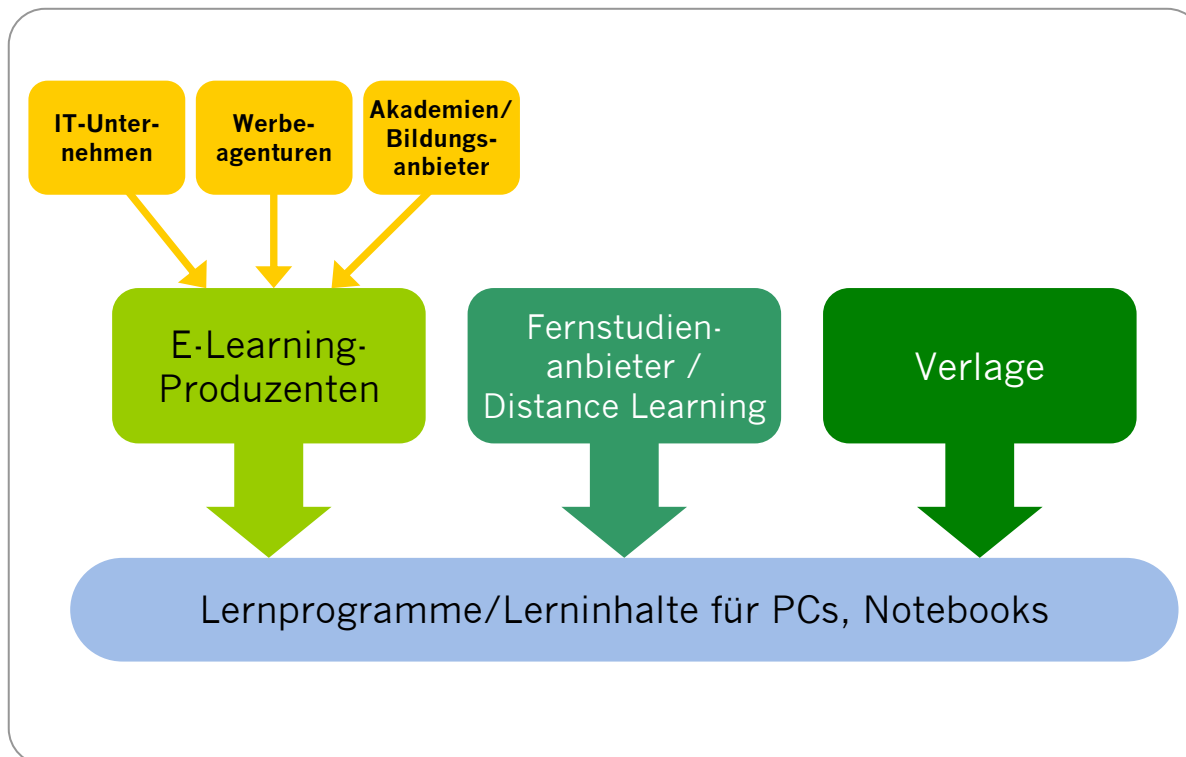 IT-Unter-
nehmen
Werbe-
agenturen
Akademien/
Bildungs-
anbieter
E-Learning-
Produzenten
Fernstudien-
anbieter /
Distance Learning
Verlage
Lernprogramme/Lerninhalte für PCs, Notebooks